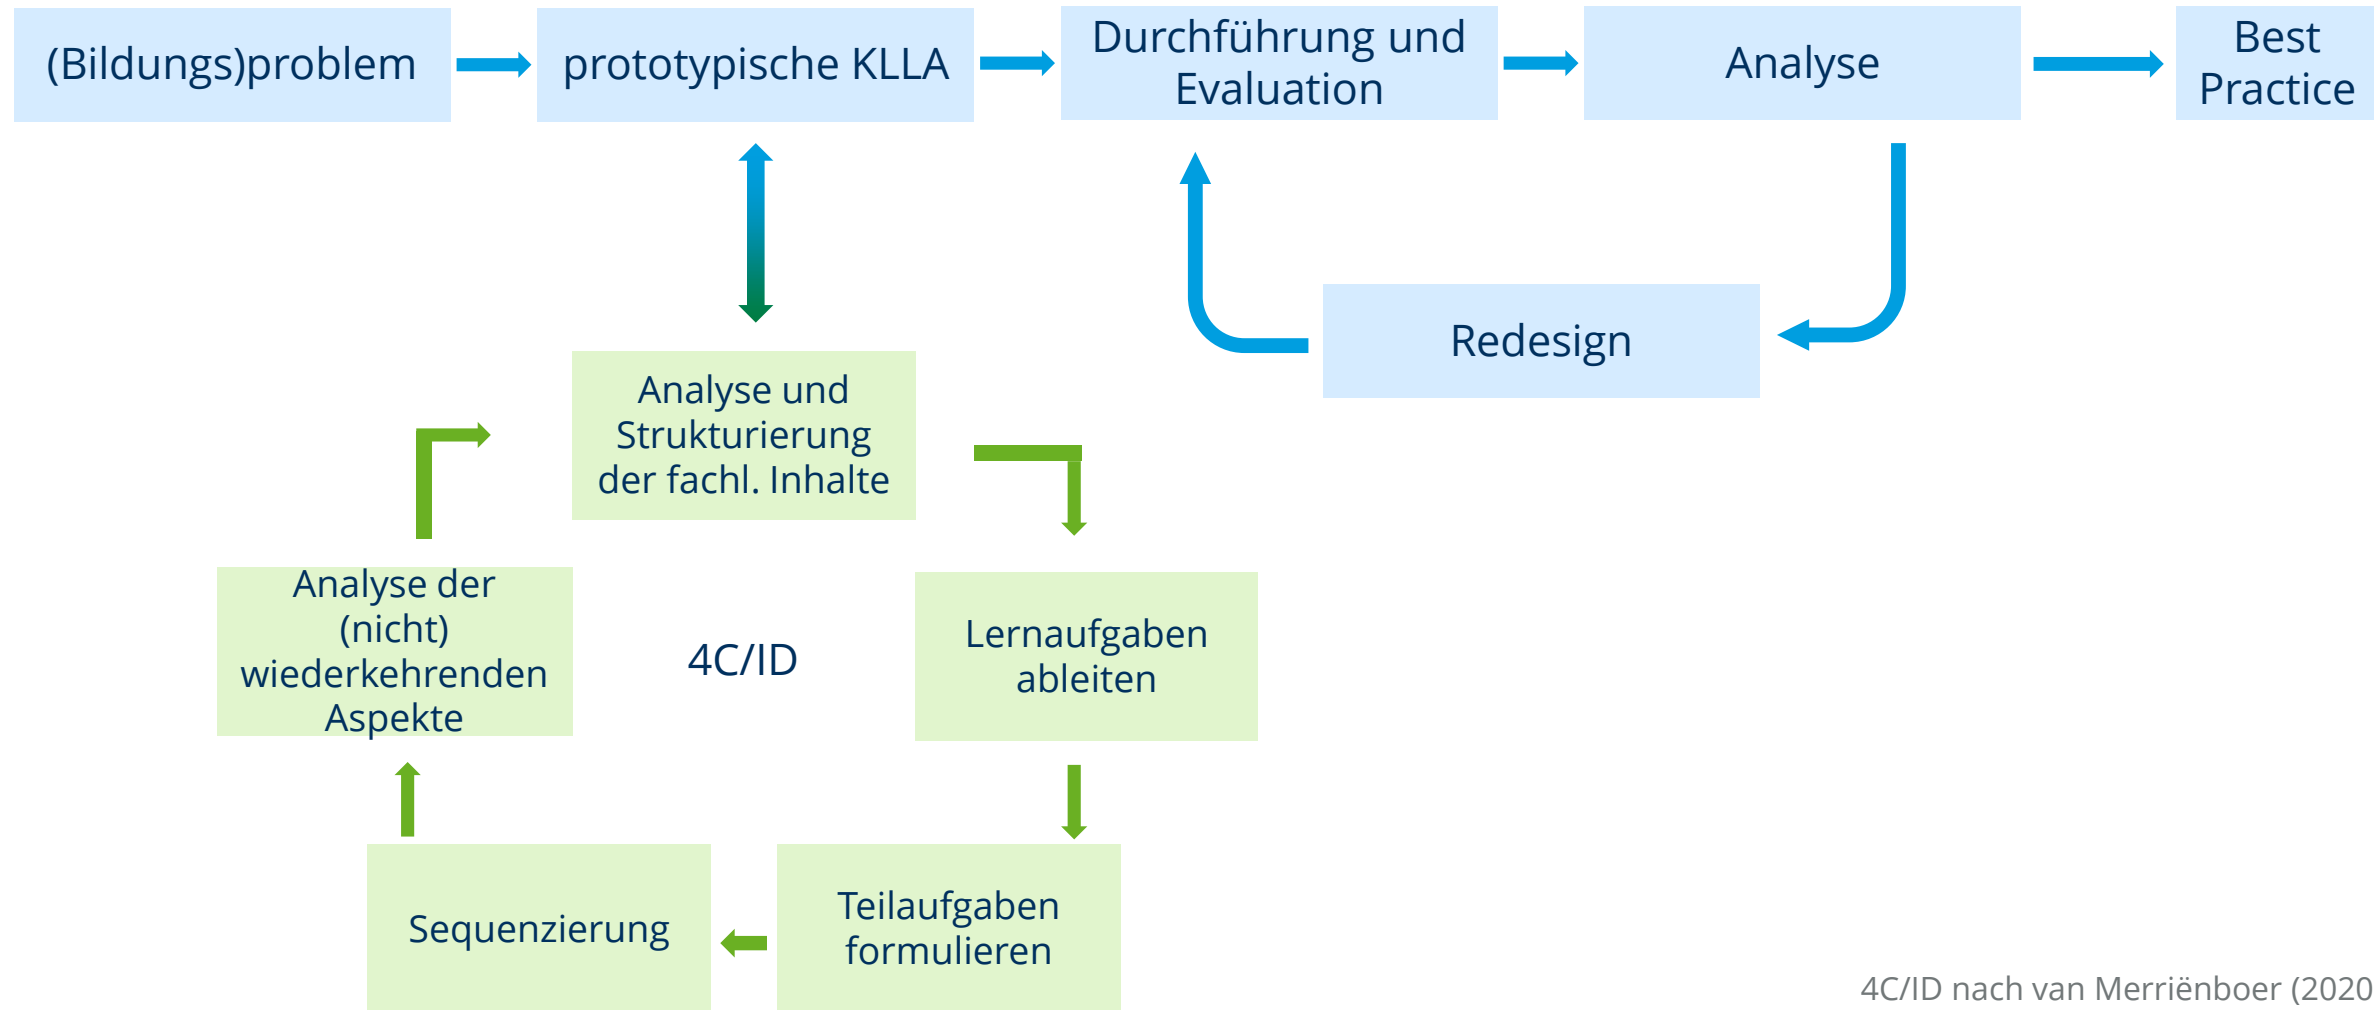 (Bildungs)problem
prototypische KLLA
Durchführung und
Evaluation
Analyse
Best
Practice
Redesign
Analyse und
Strukturierung
der fachl. Inhalte
Analyse der
(nicht)
wiederkehrenden
Aspekte
4C/ID
Lernaufgaben
ableiten
Sequenzierung
Teilaufgaben
formulieren
4C/ID nach van Merriënboer (2020